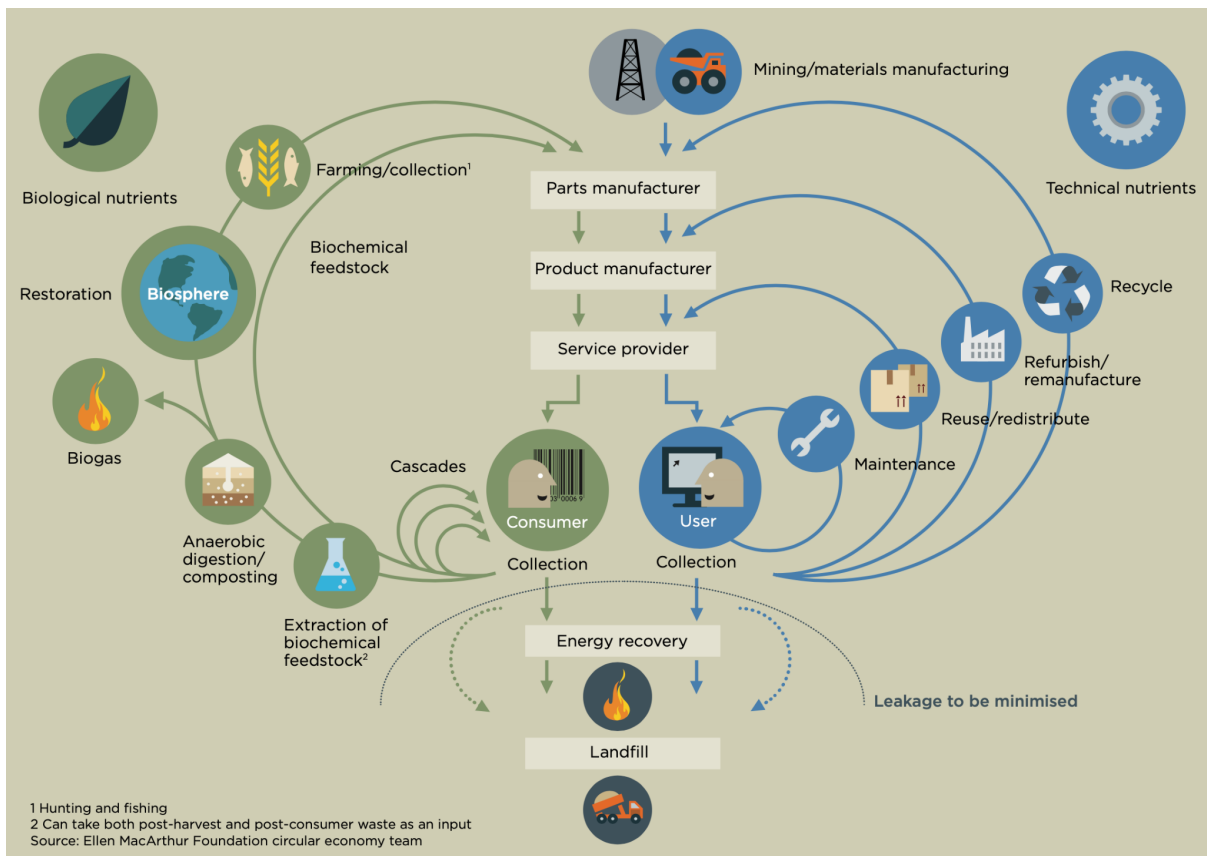 Mining/materials manufacturing
Biological nutrients
Technical nutrients
Farming/collection¹
Parts manufacturer
Biochemical
feedstock
Product manufacturer
Restoration
Biosphere
Recycle
Service provider
Refurbish/
remanufacture
Reuse/redistribute
Biogas
Cascades
Maintenance
03 0006 9
Consumer
User
Anaerobic
digestion/
composting
Collection
Collection
Extraction of
biochemical
feedstock²
Energy recovery
Leakage to be minimised
Landfill
1 Hunting and fishing
2 Can take both post-harvest and post-consumer waste as an input
Source: Ellen MacArthur Foundation circular economy team